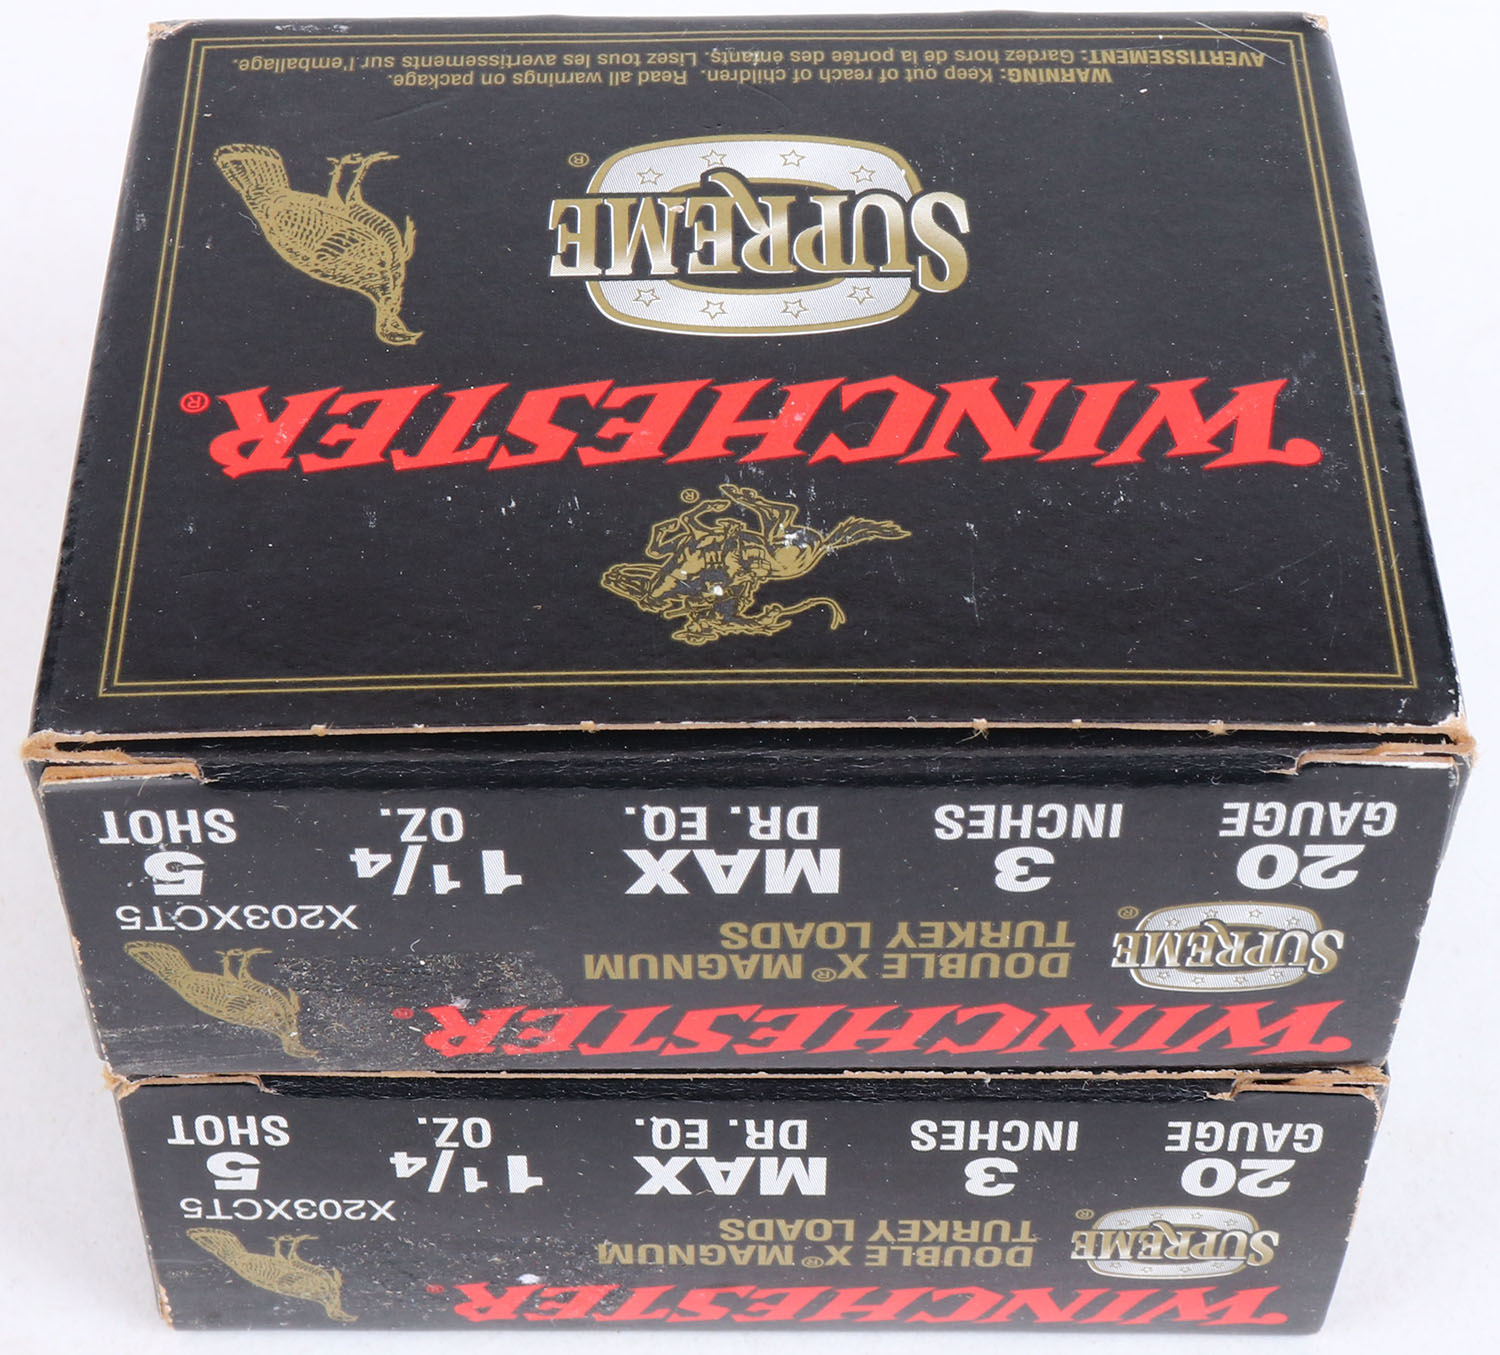 WINCHESTER®
SUPREME®
WARNING: Keep out of reach of children. Read all warnings on package.
AVERTISSEMENT: Gardez hors de la portée des enfants. Lisez tous les avertissements sur l'emballage.
WINCHESTER®
SUPREME®
DOUBLE X® MAGNUM
TURKEY LOADS
X203XCT5
20 3 MAX 1 1/4 5
GAUGE INCHES DR. EQ. OZ. SHOT
WINCHESTER®
SUPREME®
DOUBLE X® MAGNUM
TURKEY LOADS
X203XCT5
20 3 MAX 1 1/4 5
GAUGE INCHES DR. EQ. OZ. SHOT